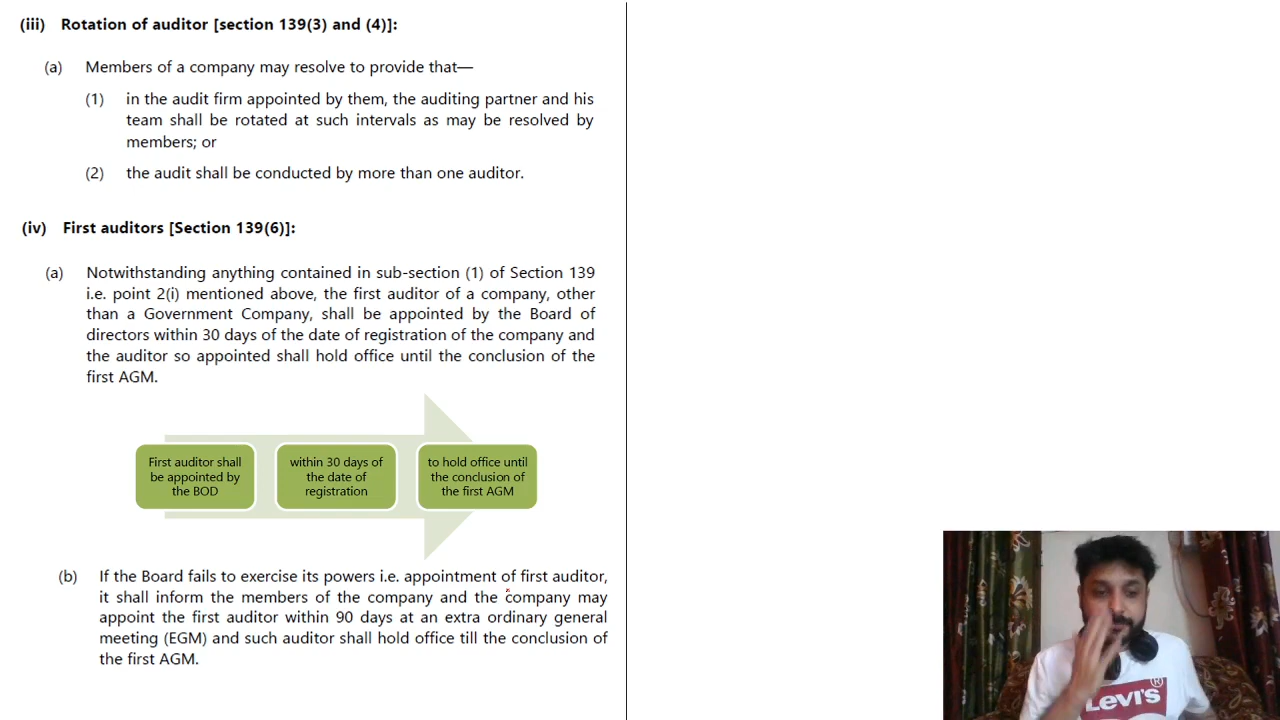 (iii) Rotation of auditor [section 139(3) and (4)]:
(a) Members of a company may resolve to provide that—
(1) in the audit firm appointed by them, the auditing partner and his
team shall be rotated at such intervals as may be resolved by
members; or
(2) the audit shall be conducted by more than one auditor.
(iv) First auditors [Section 139(6)]:
(a) Notwithstanding anything contained in sub-section (1) of Section 139
i.e. point 2(i) mentioned above, the first auditor of a company, other
than a Government Company, shall be appointed by the Board of
directors within 30 days of the date of registration of the company and
the auditor so appointed shall hold office until the conclusion of the
first AGM.
First auditor shall
be appointed by
the BOD
within 30 days of
the date of
registration
to hold office until
the conclusion of
the first AGM
(b) If the Board fails to exercise its powers i.e. appointment of first auditor,
it shall inform the members of the company and the company may
appoint the first auditor within 90 days at an extra ordinary general
meeting (EGM) and such auditor shall hold office till the conclusion of
the first AGM.
LEVI'S ®